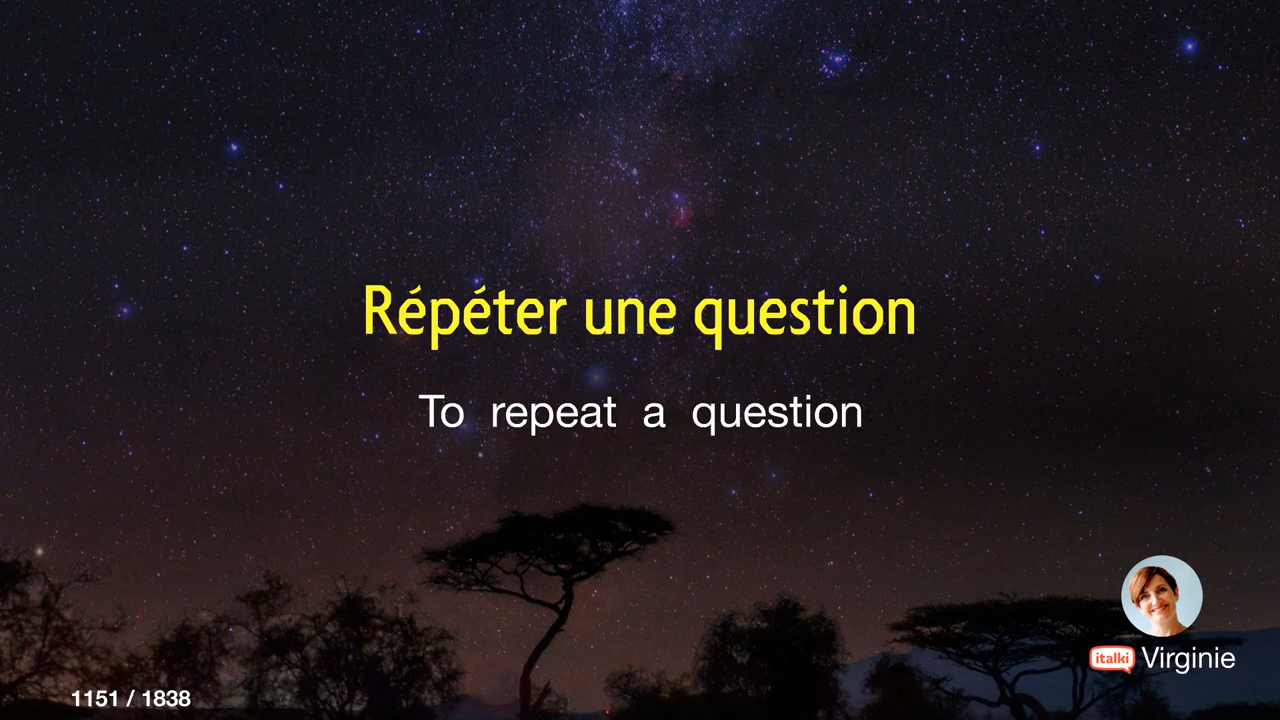 Répéter une question
To repeat a question
italki Virginie
1151 / 1838